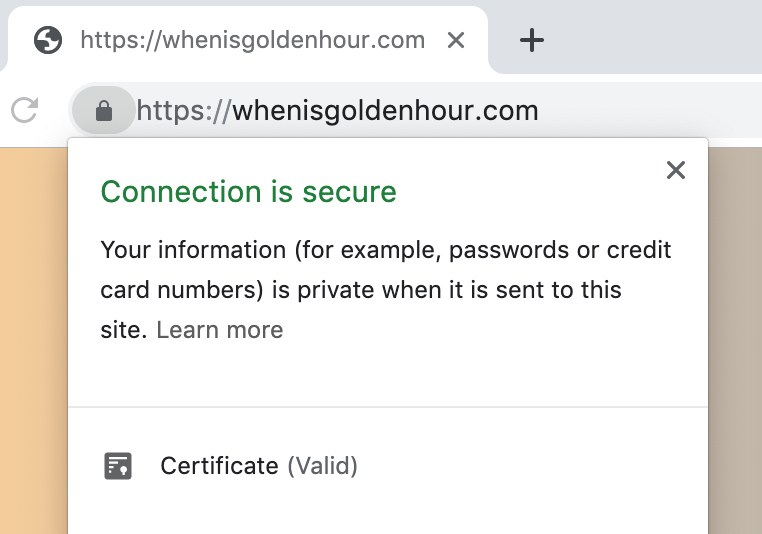 https://whenisgoldenhour.com
https://whenisgoldenhour.com
Connection is secure
Your information (for example, passwords or credit
card numbers) is private when it is sent to this
site. Learn more
Certificate (Valid)